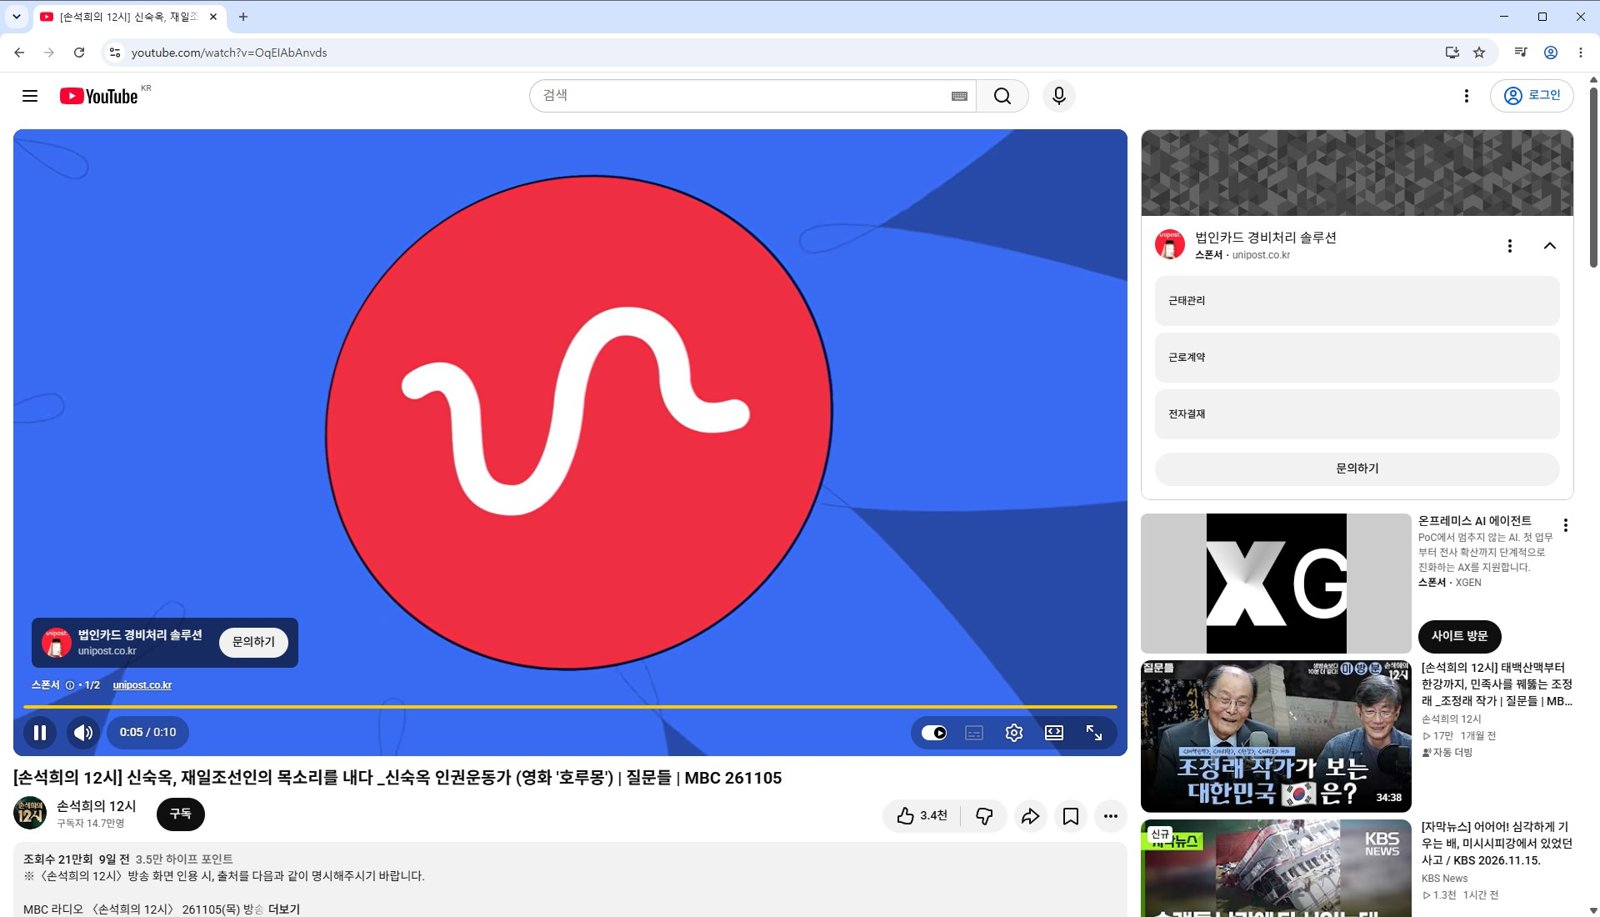 [손석희의 12시] 신숙옥, 재일조
youtube.com/watch?v=OqEIAbAnvds
YouTube KR
검색
로그인
법인카드 경비처리 솔루션
unipost.co.kr
문의하기
스폰서 · 1/2 unipost.co.kr
0:05 / 0:10
[손석희의 12시] 신숙옥, 재일조선인의 목소리를 내다 _신숙옥 인권운동가 (영화 '호루몽') | 질문들 | MBC 261105
손석희의 12시
구독자 14.7만명
구독
3.4천
조회수 21만회 9일 전 3.5만 하이프 포인트
※〈손석희의 12시〉방송 화면 인용 시, 출처를 다음과 같이 명시해주시기 바랍니다.
MBC 라디오 〈손석희의 12시〉 261105(목) 방송 더보기
unipost
법인카드 경비처리 솔루션
스폰서 · unipost.co.kr
근태관리
근로계약
전자결재
문의하기
XG
온프레미스 AI 에이전트
PoC에서 멈추지 않는 AI. 첫 업무
부터 전사 확산까지 단계적으로
진화하는 AX를 지원합니다.
스폰서 · XGEN
사이트 방문
질문들
손석희의 12시
조정래 작가가 보는
대한민국은?
34:38
[손석희의 12시] 태백산맥부터
한강까지, 민족사를 꿰뚫는 조정
래 _조정래 작가 | 질문들 | MB...
손석희의 12시
17만 1개월 전
자동 더빙
신규
자막뉴스
KBS
NEWS
[자막뉴스] 어어어! 심각하게 기
우는 배, 미시시피강에서 있었던
사고 / KBS 2026.11.15.
KBS News
1.3천 1시간 전